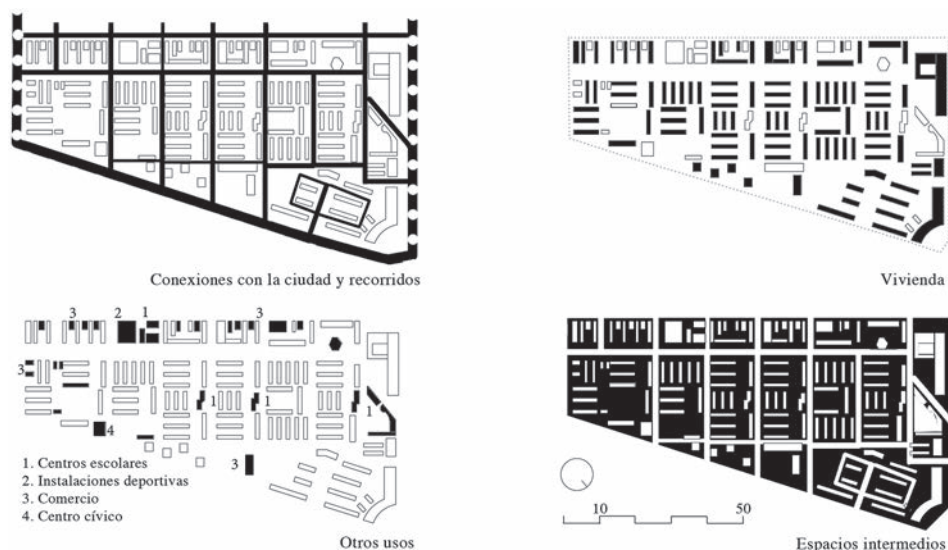 Conexiones con la ciudad y recorridos
Vivienda
3
2
1
3
3
1
1
1
4
3
1. Centros escolares
2. Instalaciones deportivas
3. Comercio
4. Centro cívico
Otros usos
10
50
Espacios intermedios